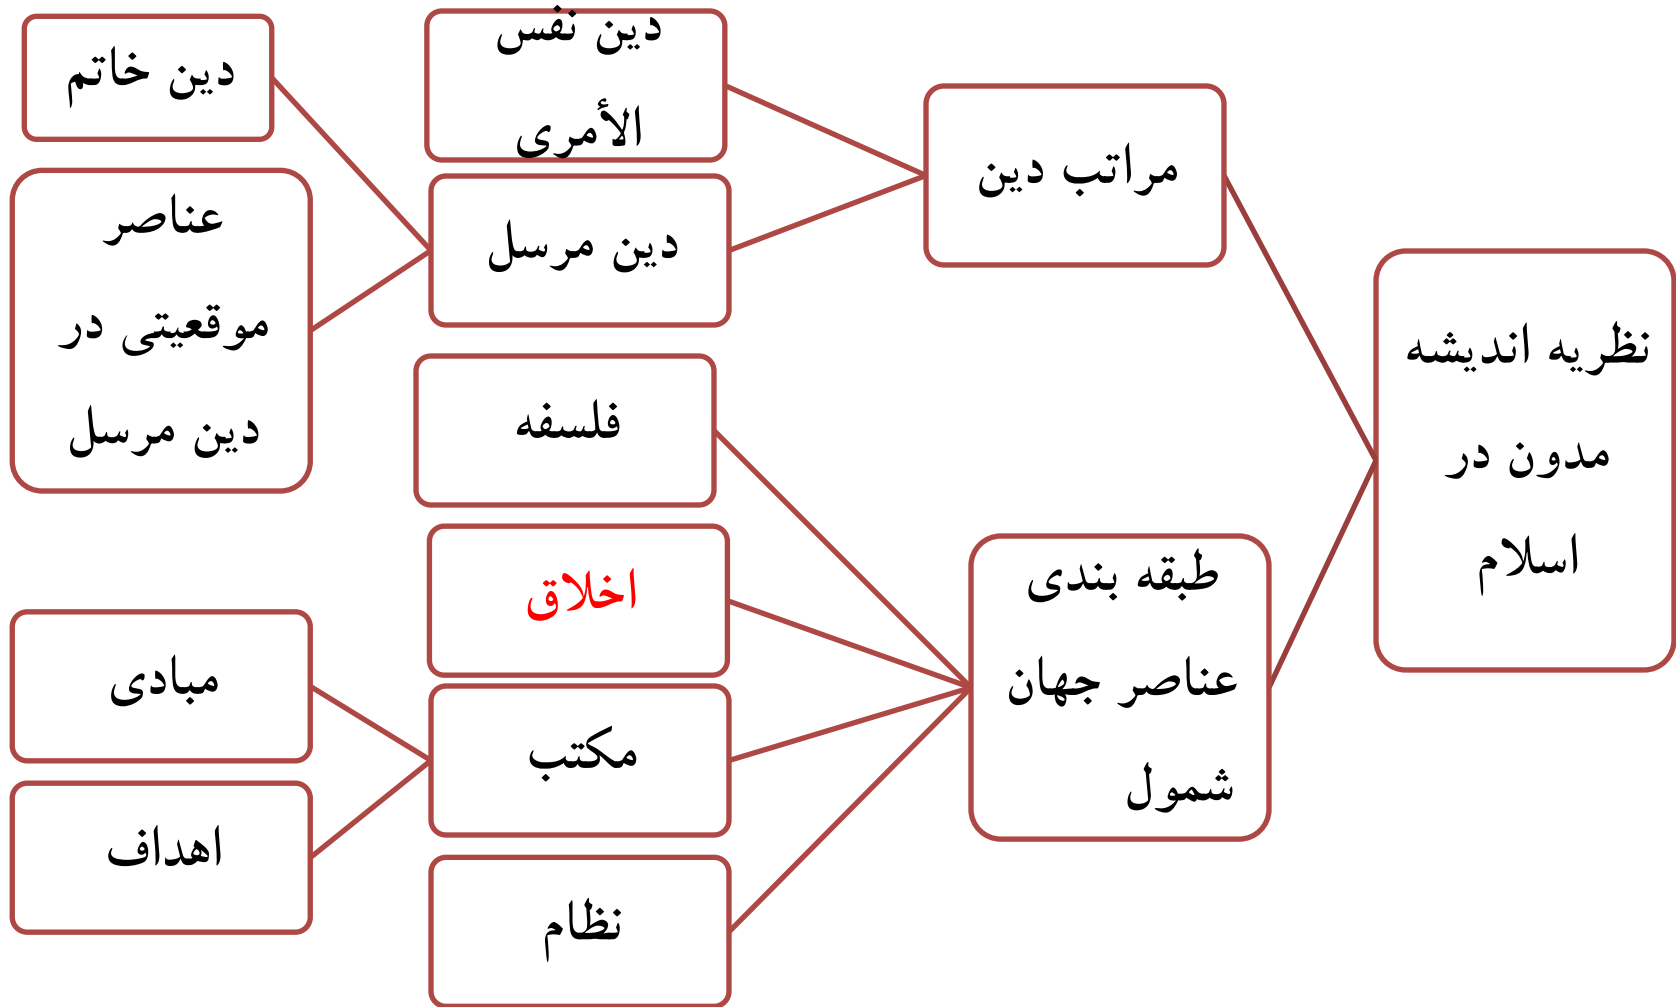 نظریه اندیشه
مدون در
اسلام
مراتب دین
دین نفس
الأمری
دین مرسل
دین خاتم
عناصر
موقعیتی در
دین مرسل
طبقه بندی
عناصر جهان
شمول
فلسفه
اخلاق
مکتب
مبادی
اهداف
نظام